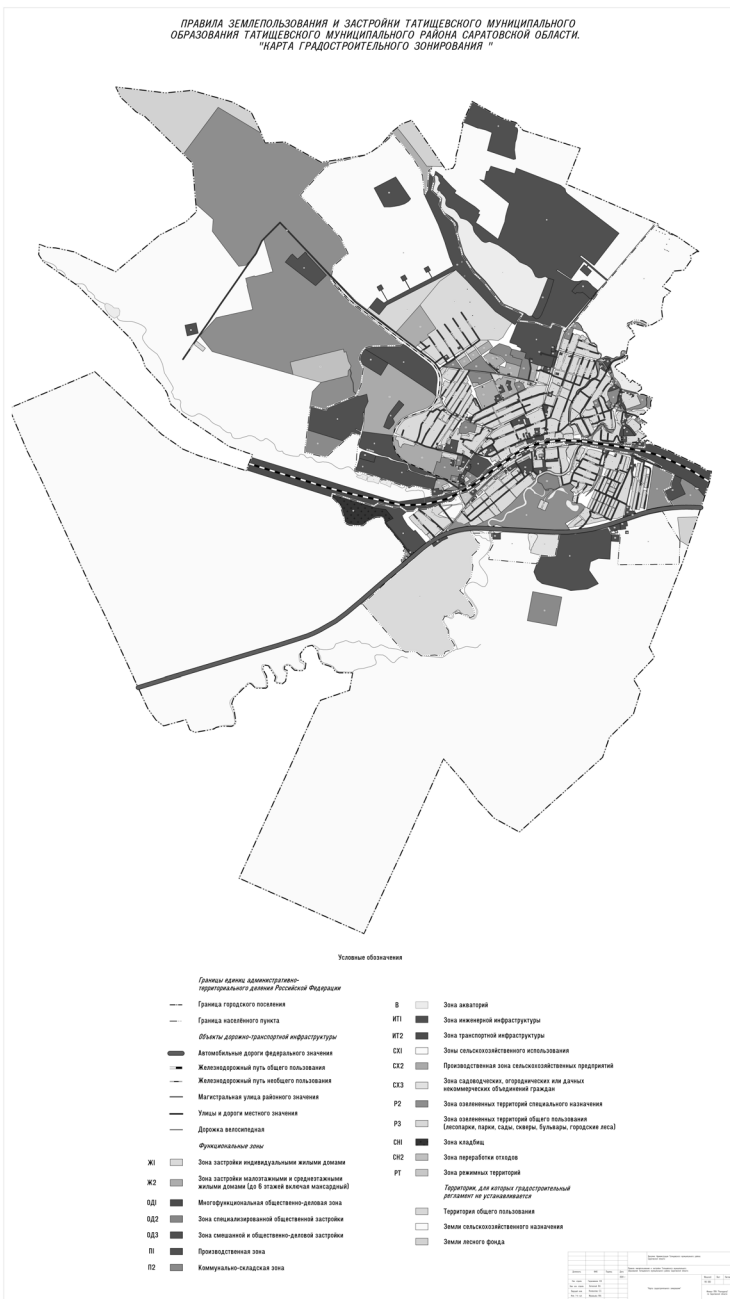 ПРАВИЛА ЗЕМЛЕПОЛЬЗОВАНИЯ И ЗАСТРОЙКИ ТАТИЩЕВСКОГО МУНИЦИПАЛЬНОГО
ОБРАЗОВАНИЯ ТАТИЩЕВСКОГО МУНИЦИПАЛЬНОГО РАЙОНА САРАТОВСКОЙ ОБЛАСТИ.
"КАРТА ГРАДОСТРОИТЕЛЬНОГО ЗОНИРОВАНИЯ "
Условные обозначения
Границы единиц административно-
территориального деления Российской Федерации
Граница городского поселения
Граница населённого пункта
Объекты дорожно-транспортной инфраструктуры
Автомобильные дороги федерального значения
Железнодорожный путь общего пользования
Железнодорожный путь необщего пользования
Магистральная улица районного значения
Улицы и дороги местного значения
Дорожка велосипедная
Функциональные зоны
Ж1 Зона застройки индивидуальными жилыми домами
Ж2 Зона застройки малоэтажными и среднеэтажными
жилыми домами (до 6 этажей включая мансардный)
ОД1 Многофункциональная общественно-деловая зона
ОД2 Зона специализированной общественной застройки
ОД3 Зона смешанной и общественно-деловой застройки
П1 Производственная зона
П2 Коммунально-складская зона
В Зона акваторий
ИТ1 Зона инженерной инфраструктуры
ИТ2 Зона транспортной инфраструктуры
СХ1 Зоны сельскохозяйственного использования
СХ2 Производственная зона сельскохозяйственных предприятий
СХ3 Зона садоводческих, огороднических или дачных
некоммерческих объединений граждан
Р2 Зона озелененных территорий специального назначения
Р3 Зона озелененных территорий общего пользования
(лесопарки, парки, сады, скверы, бульвары, городские леса)
СН1 Зона кладбищ
СН2 Зона переработки отходов
РТ Зона режимных территорий
Территории, для которых градостроительный
регламент не устанавливается
Территория общего пользования
Земли сельскохозяйственного назначения
Земли лесного фонда